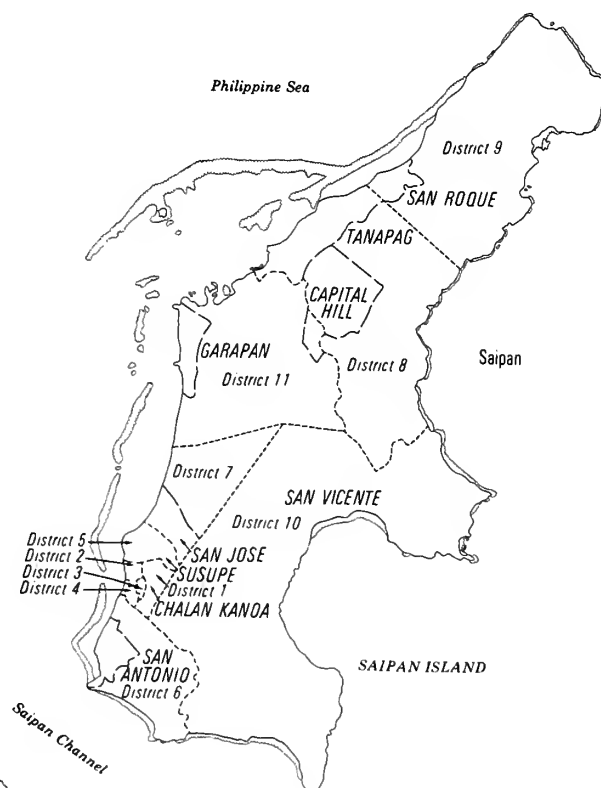 Philippine Sea
District 9
SAN ROQUE
TANAPAG
CAPITAL
HILL
GARAPAN
District 11
District 8
Saipan
District 7
SAN VICENTE
District 10
District 5
District 2
District 3
District 4
SAN JOSE
SUSUPE
District 1
CHALAN KANOA
SAN
ANTONIO
District 6
SAIPAN ISLAND
Saipan Channel